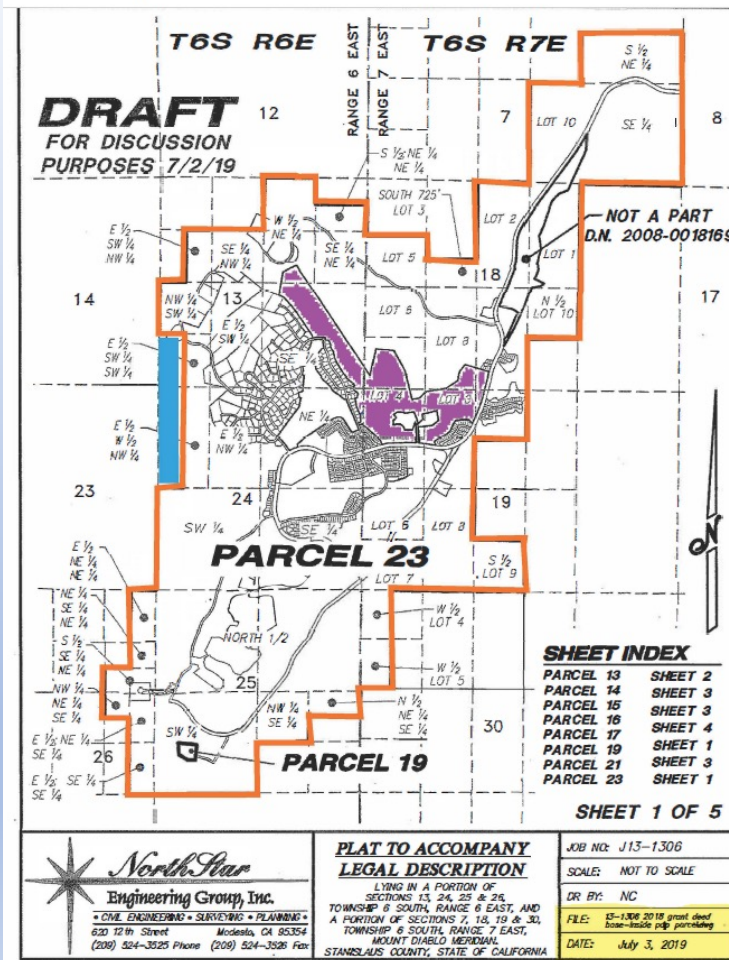 T6S R6E
T6S R7E
RANGE 6 EAST
RANGE 7 EAST
S ½
NE ¼
DRAFT
FOR DISCUSSION
PURPOSES 7/2/19
12
7
LOT 10
SE ¼
8
S ½ NE ¼
NE ¼
SOUTH 725'
LOT 3
LOT 2
NOT A PART
D.N. 2008-0018169
E ½
SW ¼
NW ¼
W ½
NE ¼
SE ¼
NW ¼
SE ¼
NE ¼
LOT 5
18
LOT 1
14
NW ¼
SW ¼
13
LOT 6
N ½
LOT 10
17
E ½
SW ¼
SW ¼
E ½
SW ¼
SE ¼
LOT 8
LOT 4
LOT 3
NE ¼
E ½
W ½
NW ¼
E ½
NW ¼
23
24
19
SW ¼
SE ¼
LOT 6
LOT 8
N
PARCEL 23
S ½
LOT 9
LOT 7
E ½
NE ¼
NE ¼
NE ¼
SE ¼
NE ¼
W ½
LOT 4
NORTH 1/2
S ½
SE ¼
NE ¼
W ½
LOT 5
25
NW ¼
NE ¼
SE ¼
NW ¼
SE ¼
N ½
NE ¼
SE ¼
SW ¼
30
E ½ NE ¼
SE ¼
26
PARCEL 19
E ½ SE ¼
SE ¼
SHEET INDEX
PARCEL 13 SHEET 2
PARCEL 14 SHEET 3
PARCEL 15 SHEET 3
PARCEL 16
PARCEL 17 SHEET 4
PARCEL 19 SHEET 1
PARCEL 21 SHEET 3
PARCEL 23 SHEET 1
SHEET 1 OF 5
NorthStar
Engineering Group, Inc.
• CIVIL ENGINEERING • SURVEYING • PLANNING •
620 12th Street Modesto, CA 95354
(209) 524-3525 Phone (209) 524-3526 Fax
PLAT TO ACCOMPANY
LEGAL DESCRIPTION
LYING IN A PORTION OF
SECTIONS 13, 24, 25 & 26,
TOWNSHIP 6 SOUTH, RANGE 6 EAST, AND
A PORTION OF SECTIONS 7, 18, 19 & 30,
TOWNSHIP 6 SOUTH, RANGE 7 EAST,
MOUNT DIABLO MERIDIAN,
STANISLAUS COUNTY, STATE OF CALIFORNIA
JOB NO: J13-1306
SCALE: NOT TO SCALE
DR BY: NC
FILE: 13-1306 2018 grant deed
base-inside pdp parcel.dwg
DATE: July 3, 2019